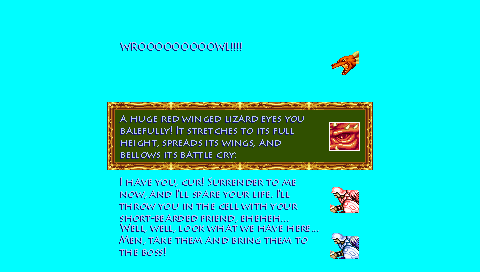 WROOOOOOOOOWL!!!!
A HUGE RED WINGED LIZARD EYES YOU
BALEFULLY! IT STRETCHES TO ITS FULL
HEIGHT, SPREADS ITS WINGS, AND
BELLOWS ITS BATTLE CRY:
I HAVE YOU, CUR! SURRENDER TO ME
NOW, AND I'LL SPARE YOUR LIFE. I'LL
THROW YOU IN THE CELL WITH YOUR
SHORT-BEARDED FRIEND, EHEHEH...
WELL, WELL, LOOK WHAT WE HAVE HERE...
MEN, TAKE THEM AND BRING THEM TO
THE BOSS!